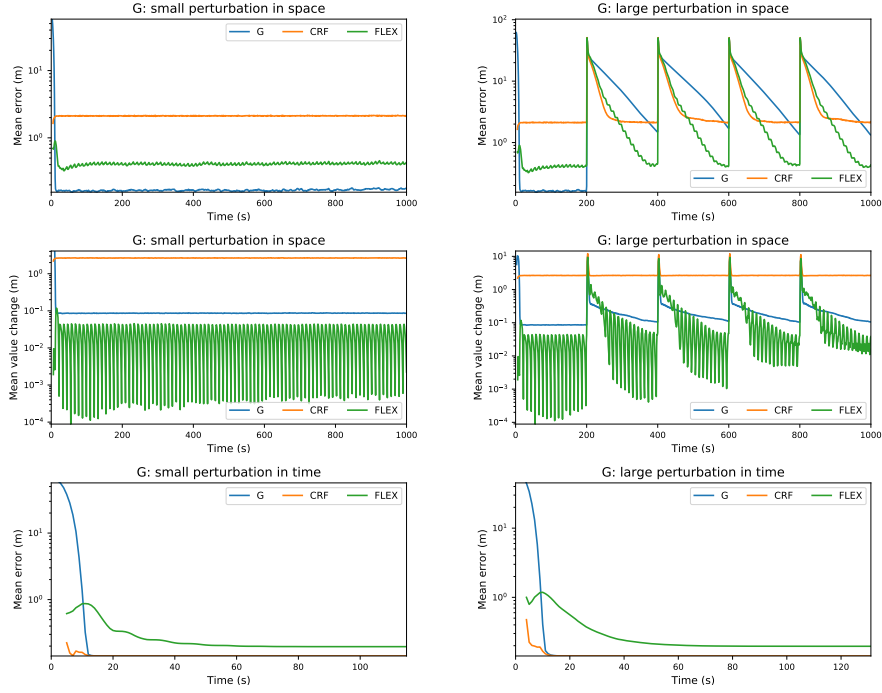 G: small perturbation in space
Mean error (m)
10¹
10⁰
G CRF FLEX
0 200 400 600 800 1000
Time (s)
G: large perturbation in space
Mean error (m)
10²
10¹
10⁰
G CRF FLEX
0 200 400 600 800 1000
Time (s)
G: small perturbation in space
Mean value change (m)
10⁰
10⁻¹
10⁻²
10⁻³
10⁻⁴
G CRF FLEX
0 200 400 600 800 1000
Time (s)
G: large perturbation in space
Mean value change (m)
10¹
10⁰
10⁻¹
10⁻²
10⁻³
10⁻⁴
G CRF FLEX
0 200 400 600 800 1000
Time (s)
G: small perturbation in time
Mean error (m)
10¹
10⁰
G CRF FLEX
0 20 40 60 80 100
Time (s)
G: large perturbation in time
Mean error (m)
10¹
10⁰
G CRF FLEX
0 20 40 60 80 100 120
Time (s)